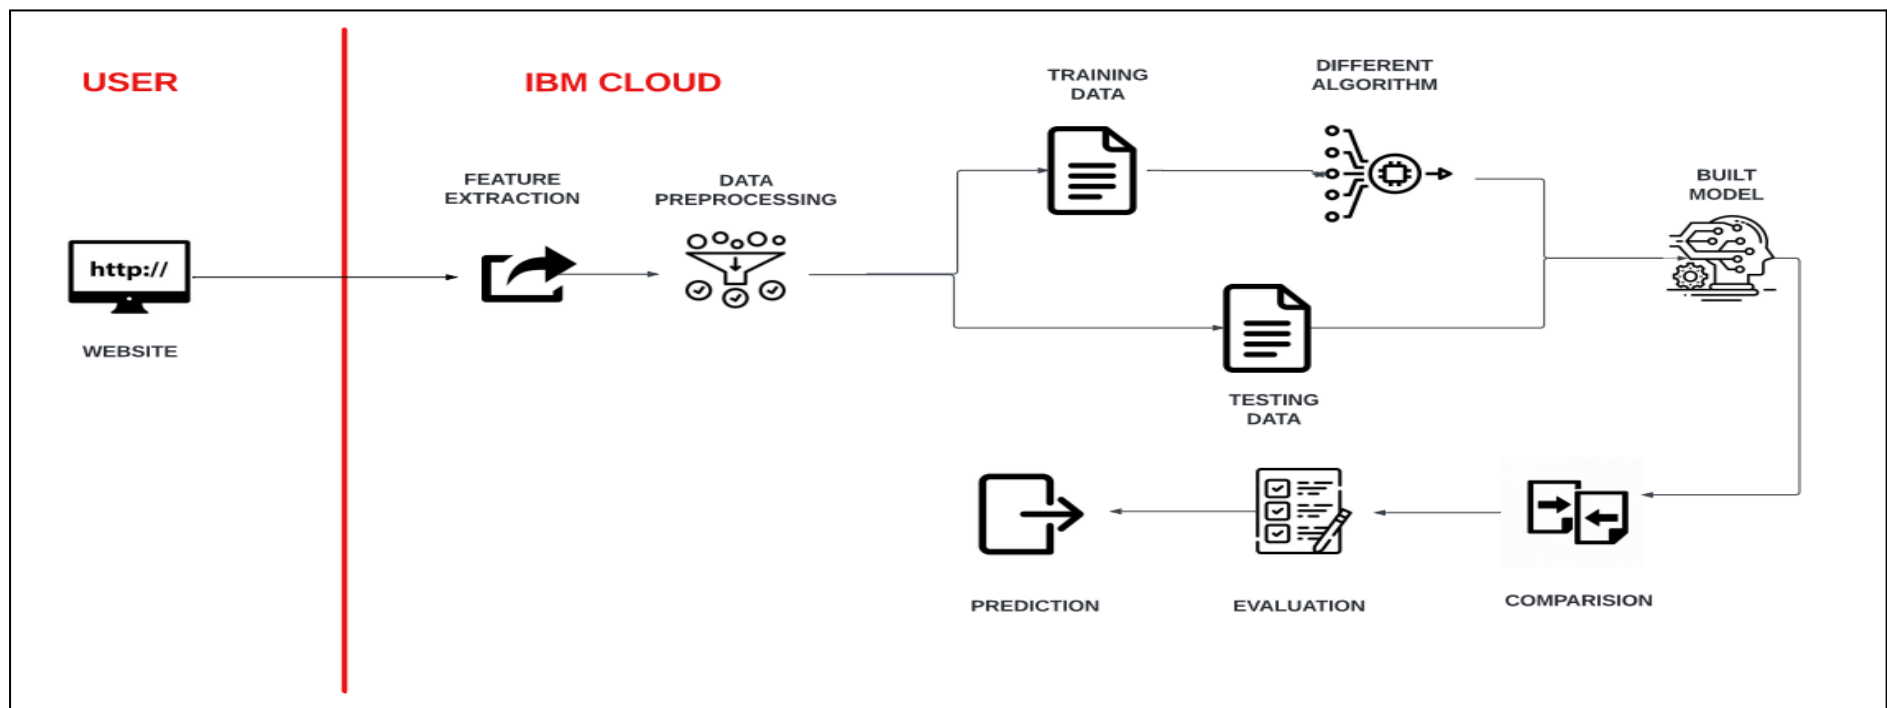 USER
IBM CLOUD
TRAINING
DATA
DIFFERENT
ALGORITHM
FEATURE
EXTRACTION
DATA
PREPROCESSING
BUILT
MODEL
http://
WEBSITE
TESTING
DATA
PREDICTION
EVALUATION
COMPARISION